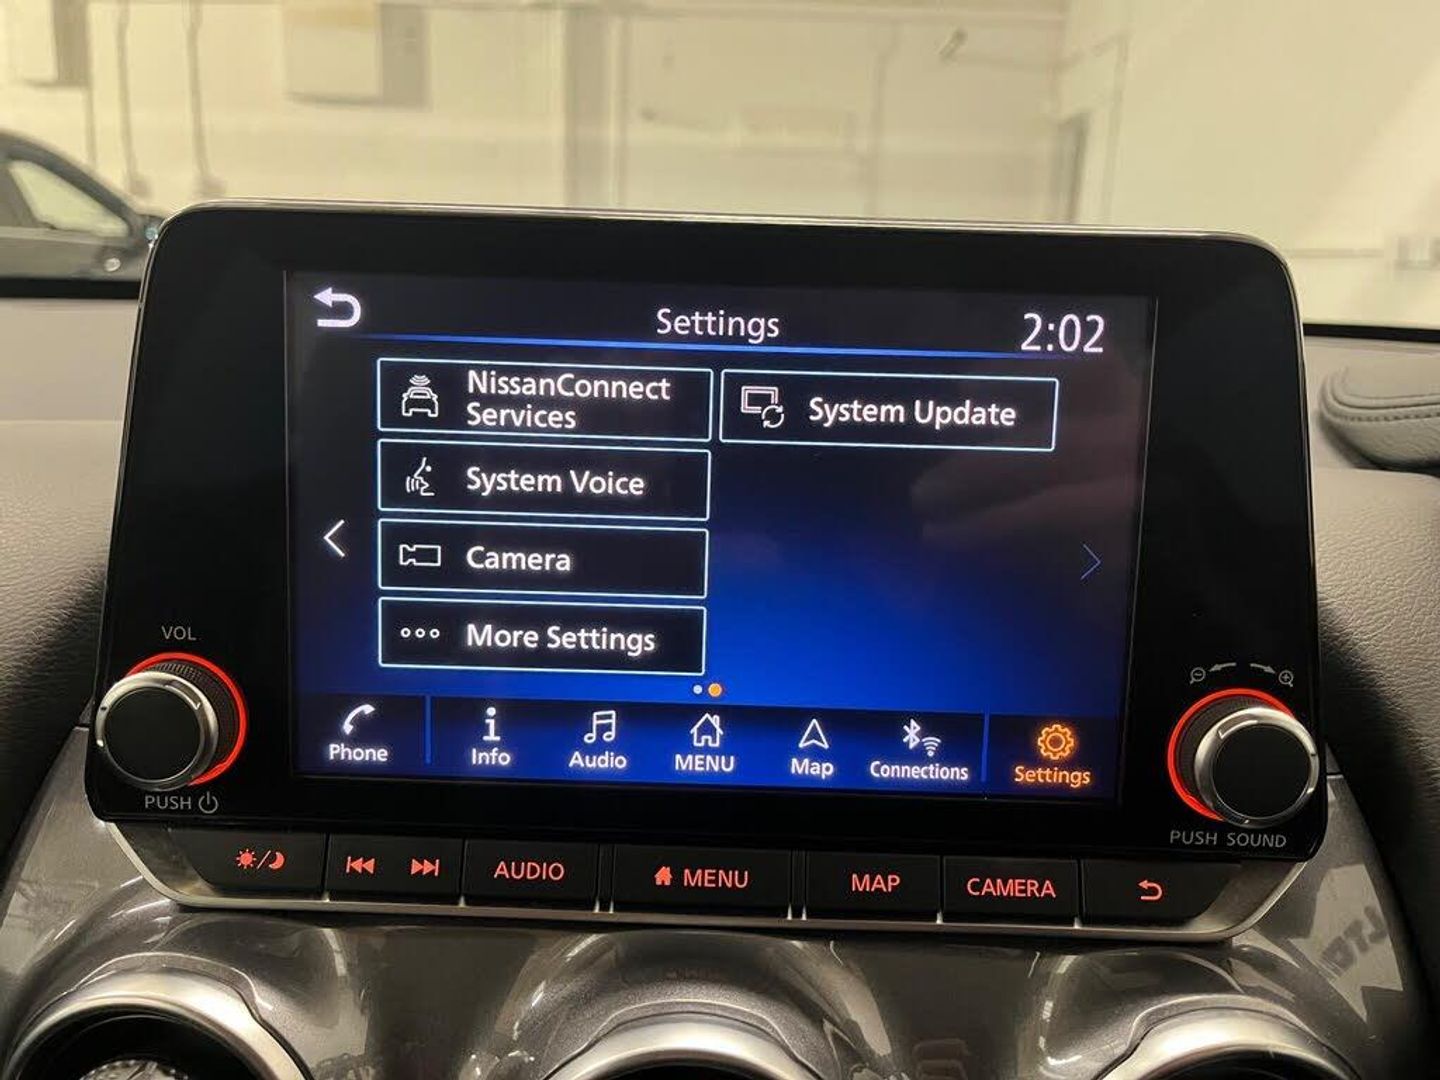 Settings
2:02
NissanConnect
Services
System Update
System Voice
Camera
More Settings
Phone
Info
Audio
MENU
Map
Connections
Settings
VOL
PUSH
PUSH SOUND
AUDIO
MENU
MAP
CAMERA